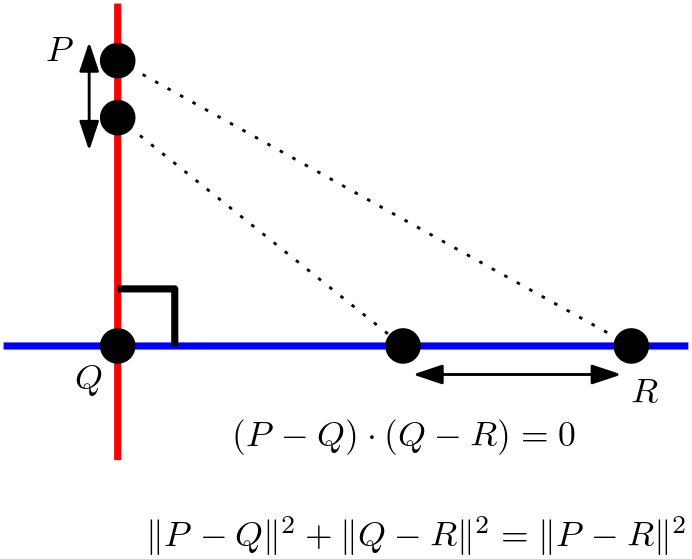 P
Q
R
(P − Q) · (Q − R) = 0
‖P − Q‖² + ‖Q − R‖² = ‖P − R‖²